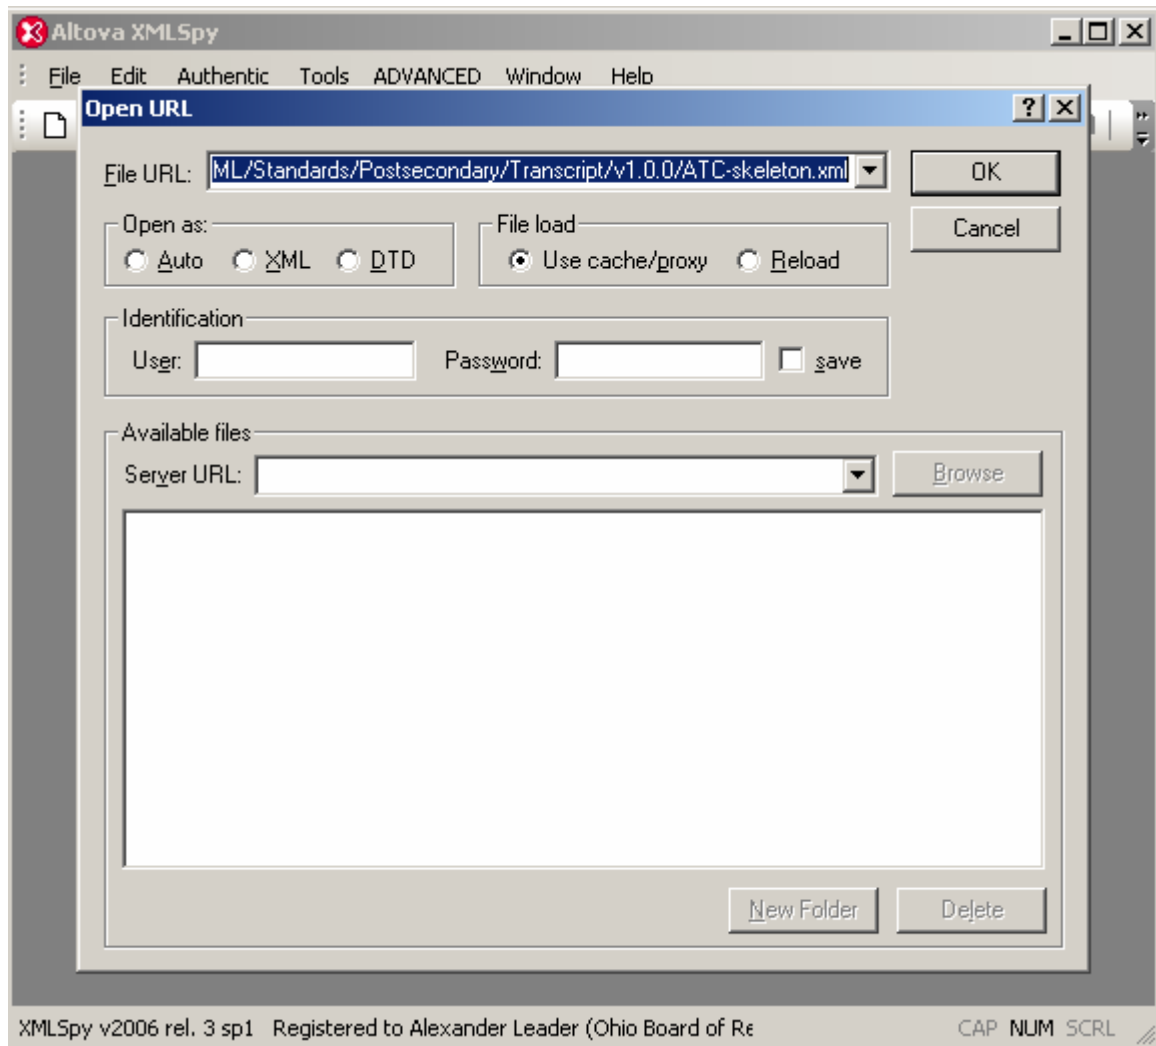 Altova XMLSpy
File Edit Authentic Tools ADVANCED Window Help
Open URL
File URL: ML/Standards/Postsecondary/Transcript/v1.0.0/ATC-skeleton.xml OK
Open as: File load Cancel
Auto XML DTD Use cache/proxy Reload
Identification
User: Password: save
Available files
Server URL: Browse
New Folder Delete
XMLSpy v2006 rel. 3 sp1 Registered to Alexander Leader (Ohio Board of Re CAP NUM SCRL